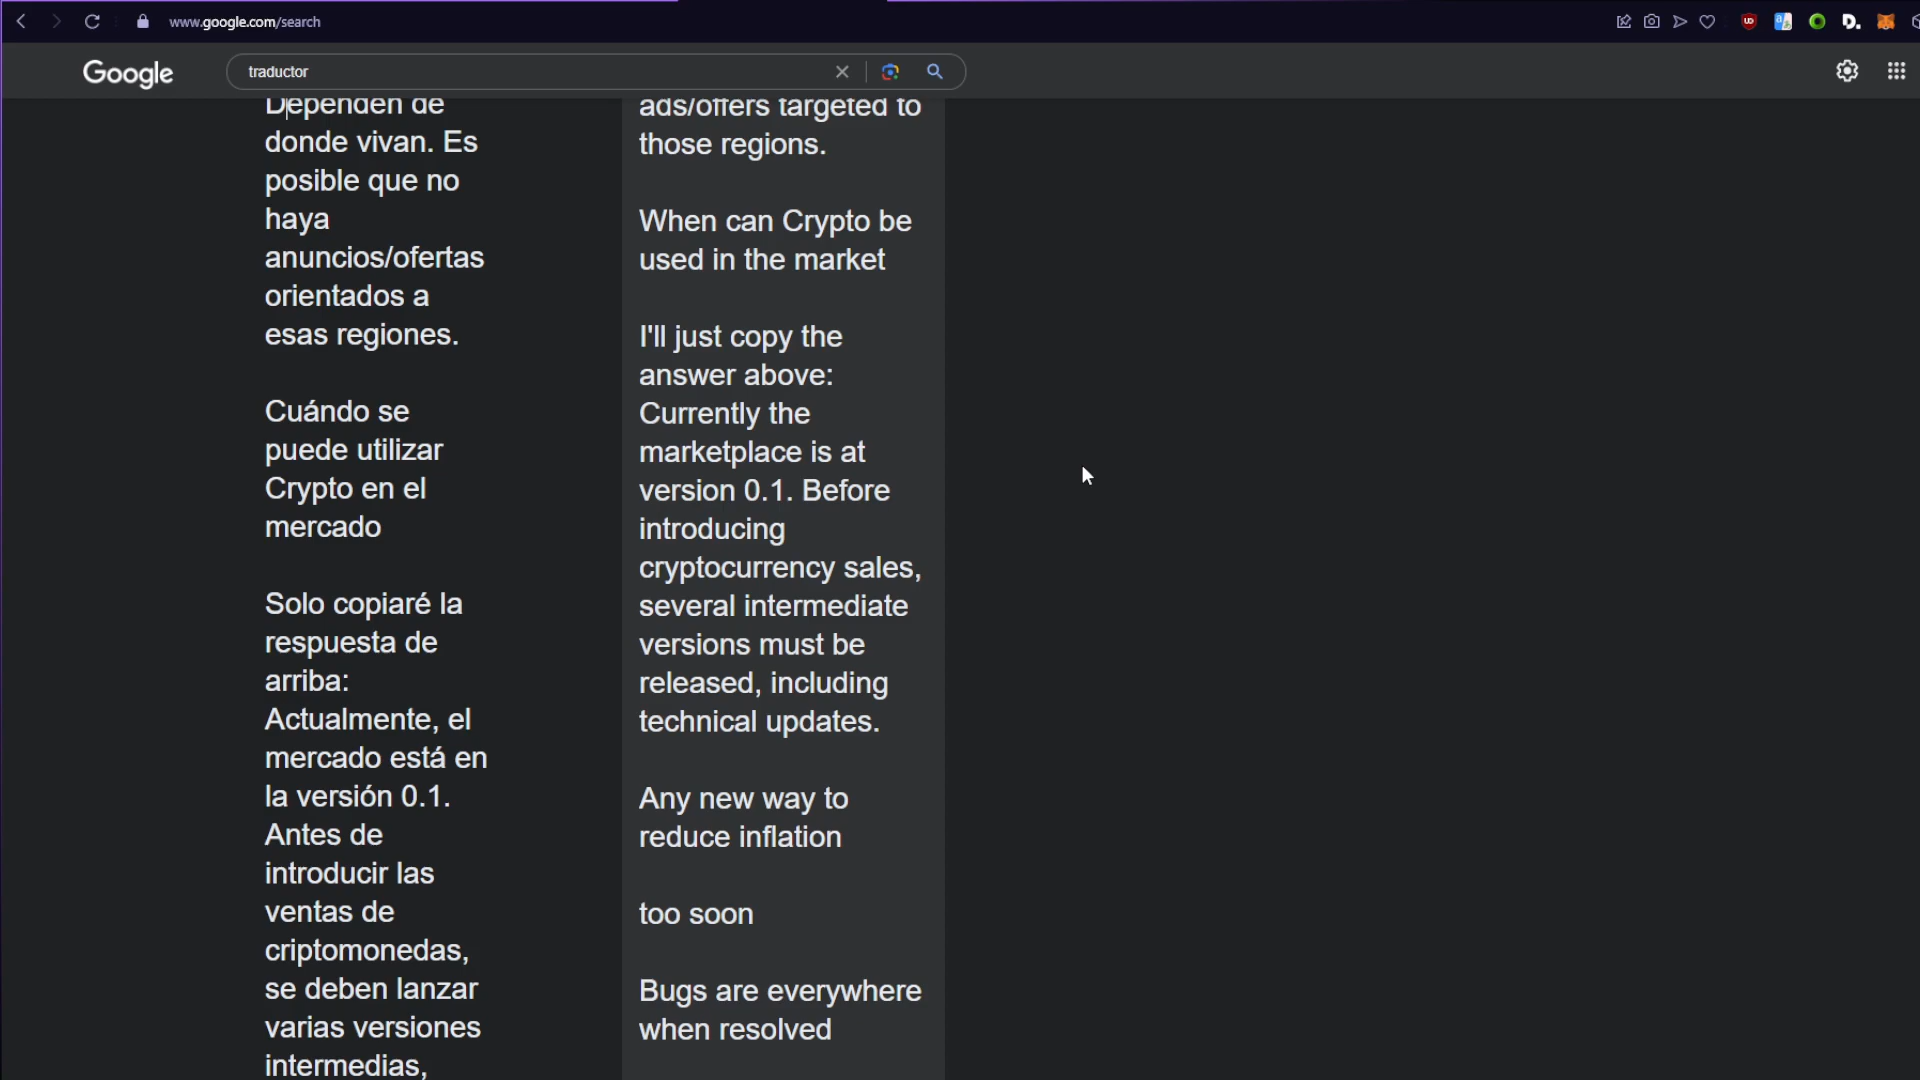 www.google.com/search
Google
traductor
Dependen de
donde vivan. Es
posible que no
haya
anuncios/ofertas
orientados a
esas regiones.
Cuándo se
puede utilizar
Crypto en el
mercado
Solo copiaré la
respuesta de
arriba:
Actualmente, el
mercado está en
la versión 0.1.
Antes de
introducir las
ventas de
criptomonedas,
se deben lanzar
varias versiones
intermedias,
ads/offers targeted to
those regions.
When can Crypto be
used in the market
I'll just copy the
answer above:
Currently the
marketplace is at
version 0.1. Before
introducing
cryptocurrency sales,
several intermediate
versions must be
released, including
technical updates.
Any new way to
reduce inflation
too soon
Bugs are everywhere
when resolved